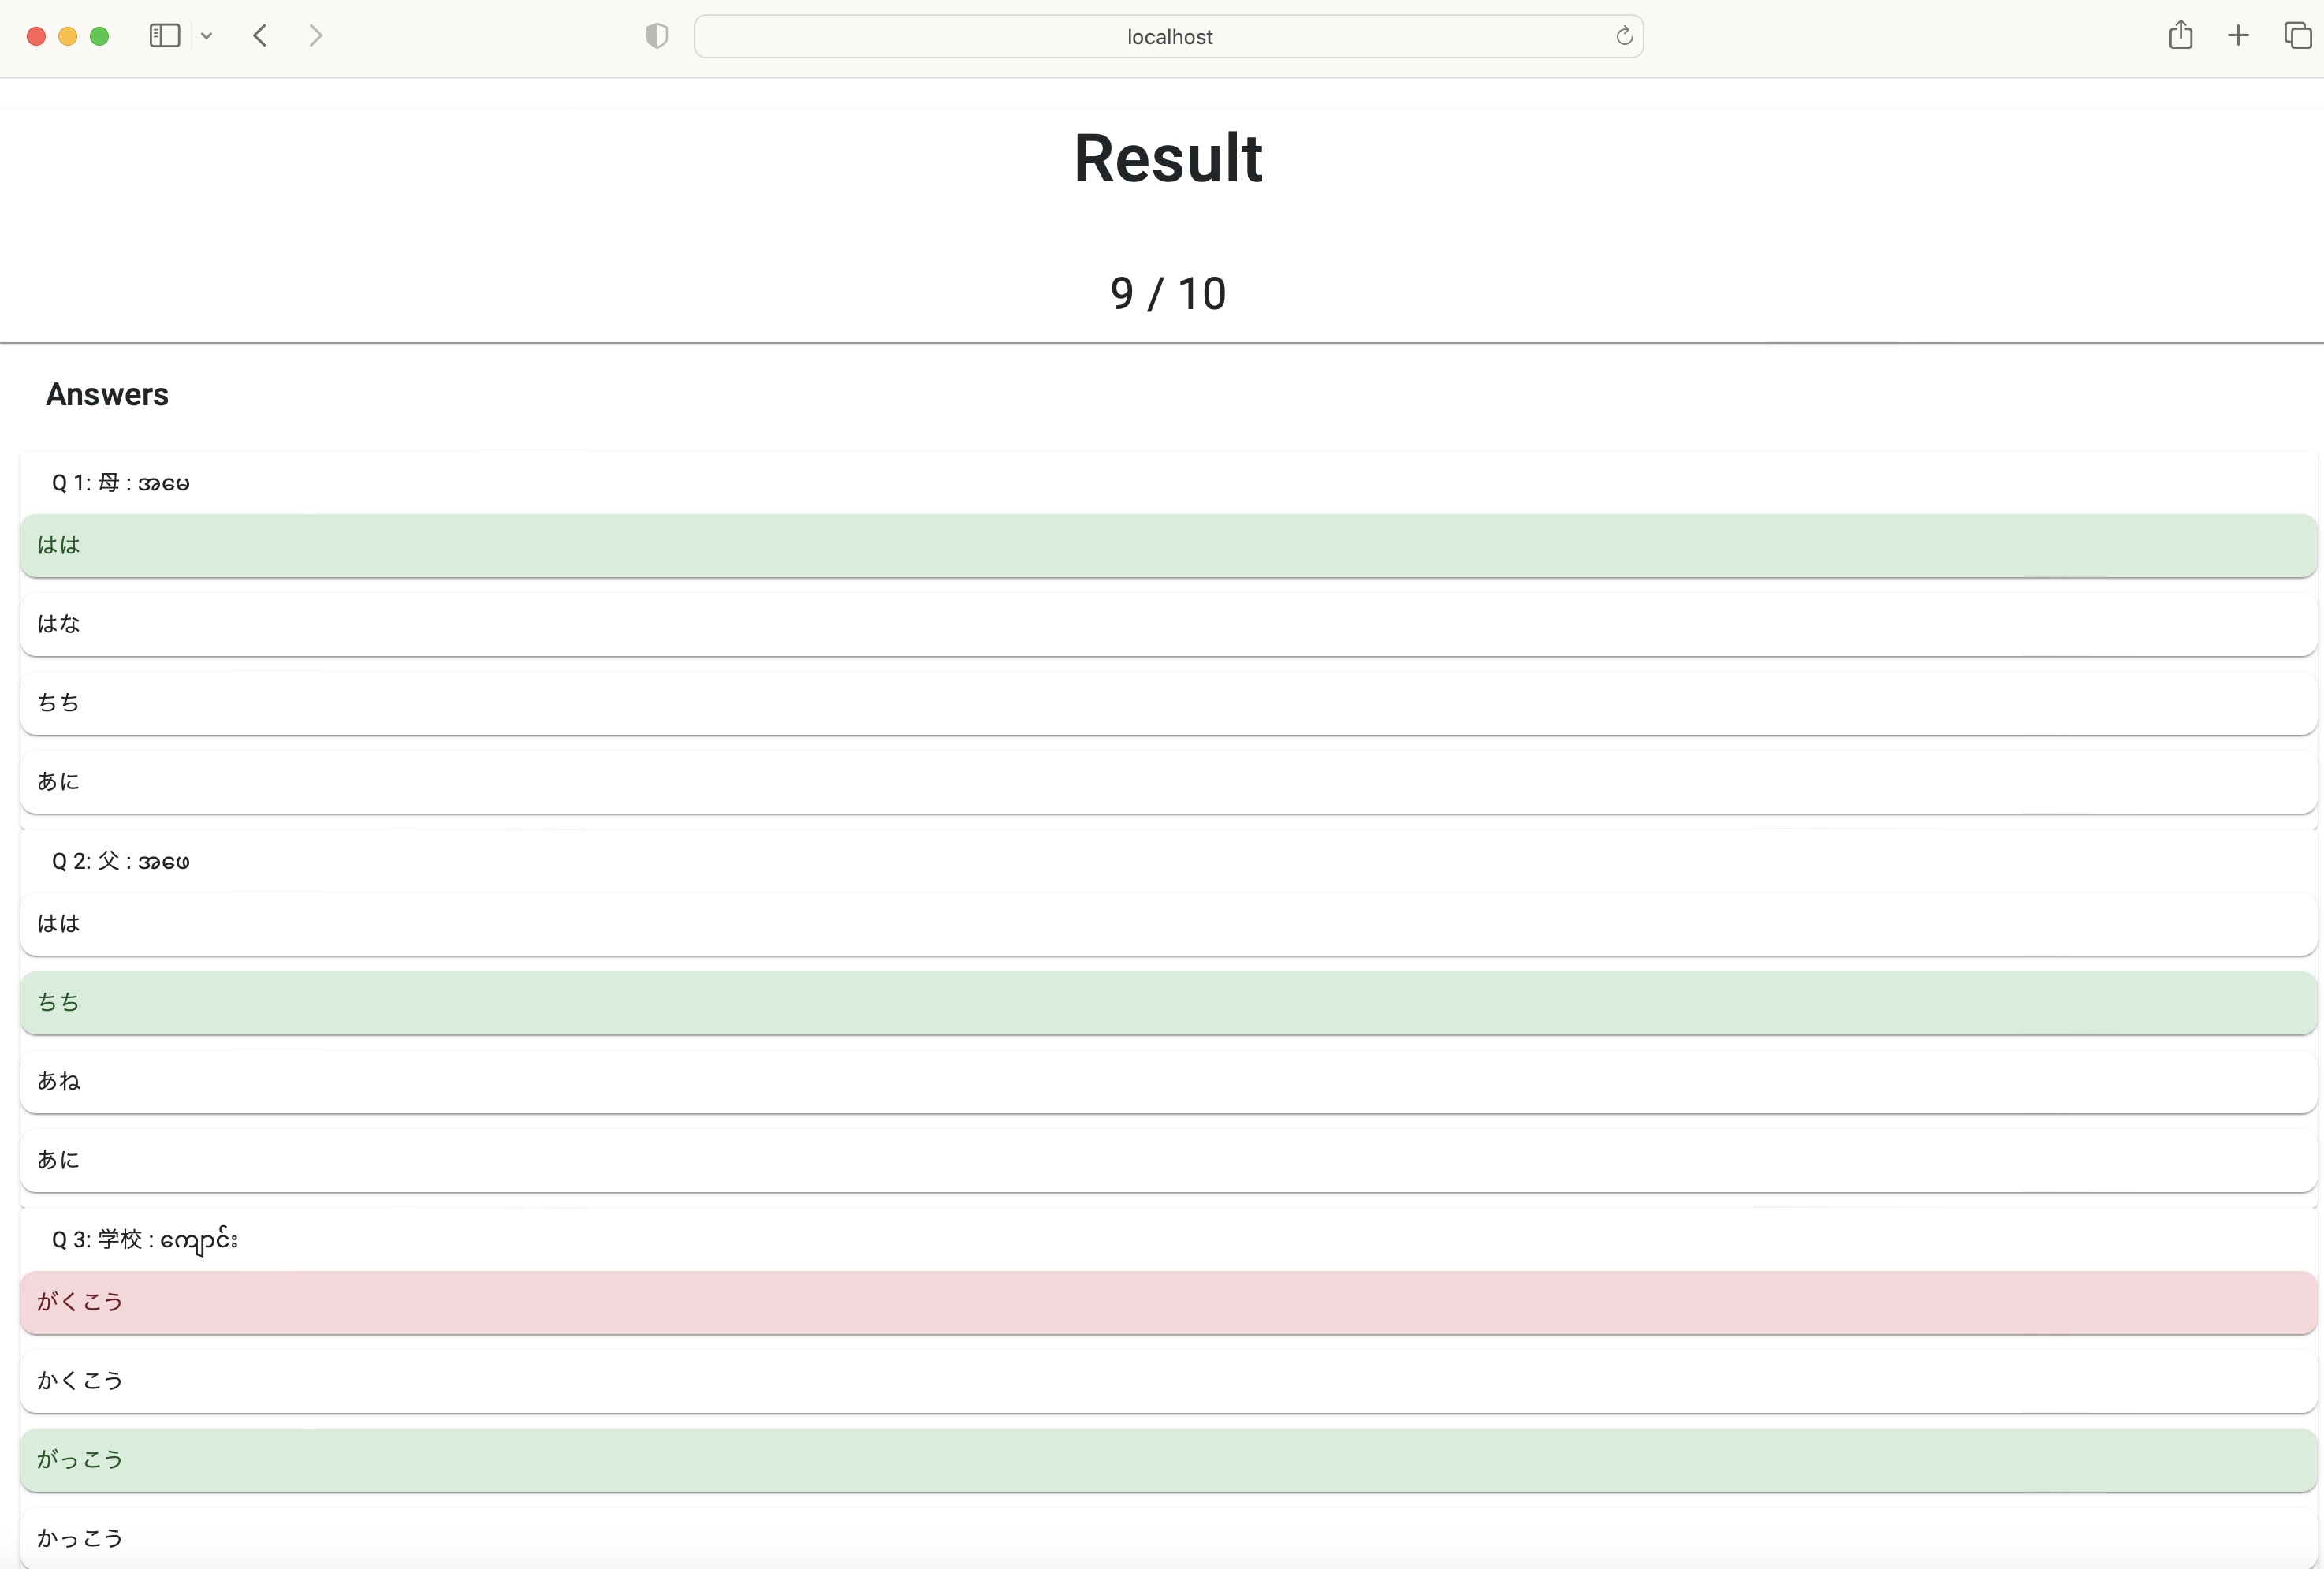 localhost
Result
9 / 10
Answers
Q 1: 母 : အမေ
はは
はな
ちち
あに
Q 2: 父 : အဖေ
はは
ちち
あね
あに
Q 3: 学校 : ကျောင်း
がくこう
かくこう
がっこう
かっこう